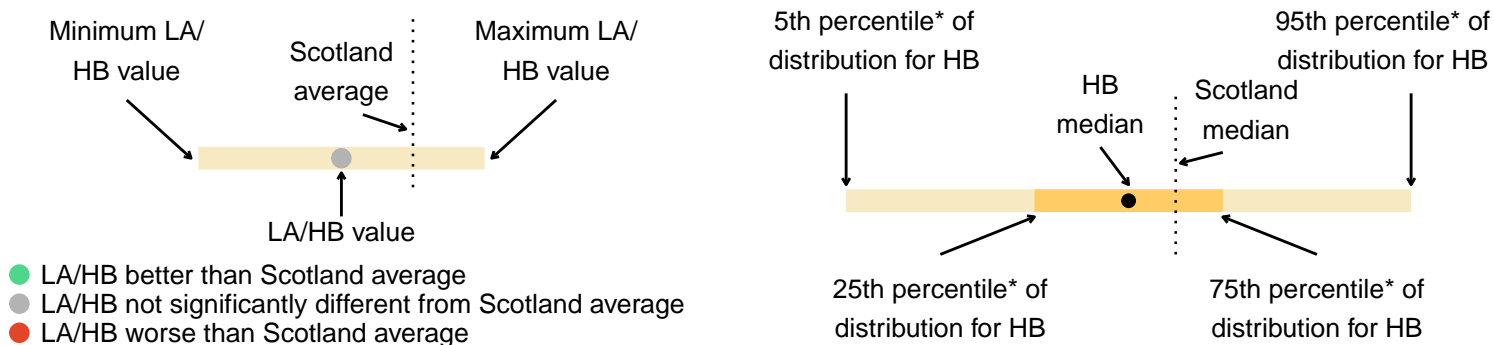 Minimum LA/
HB value
Scotland
average
Maximum LA/
HB value
LA/HB value
LA/HB better than Scotland average
LA/HB not significantly different from Scotland average
LA/HB worse than Scotland average
5th percentile* of
distribution for HB
HB
median
Scotland
median
95th percentile* of
distribution for HB
25th percentile* of
distribution for HB
75th percentile* of
distribution for HB